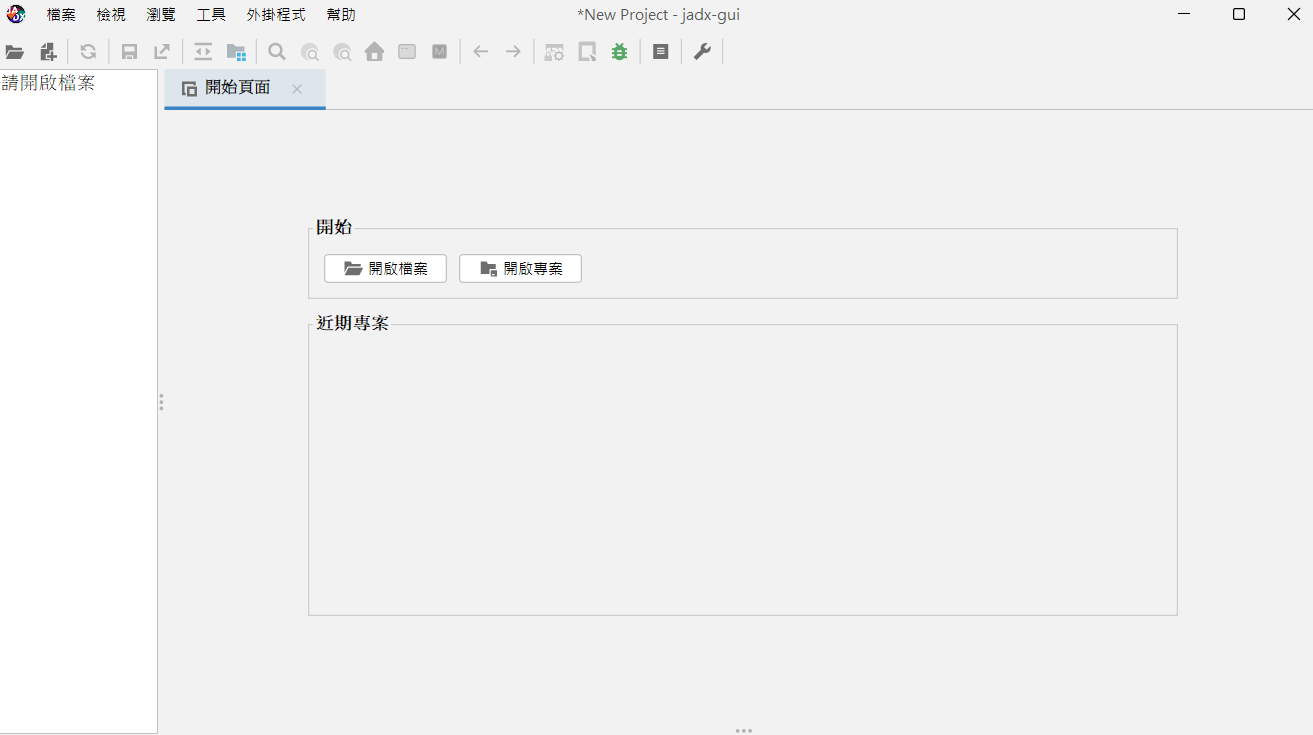 檔案 檢視 瀏覽 工具 外掛程式 幫助 *New Project - jadx-gui
請開啟檔案
開始頁面
開始
開啟檔案 開啟專案
近期專案